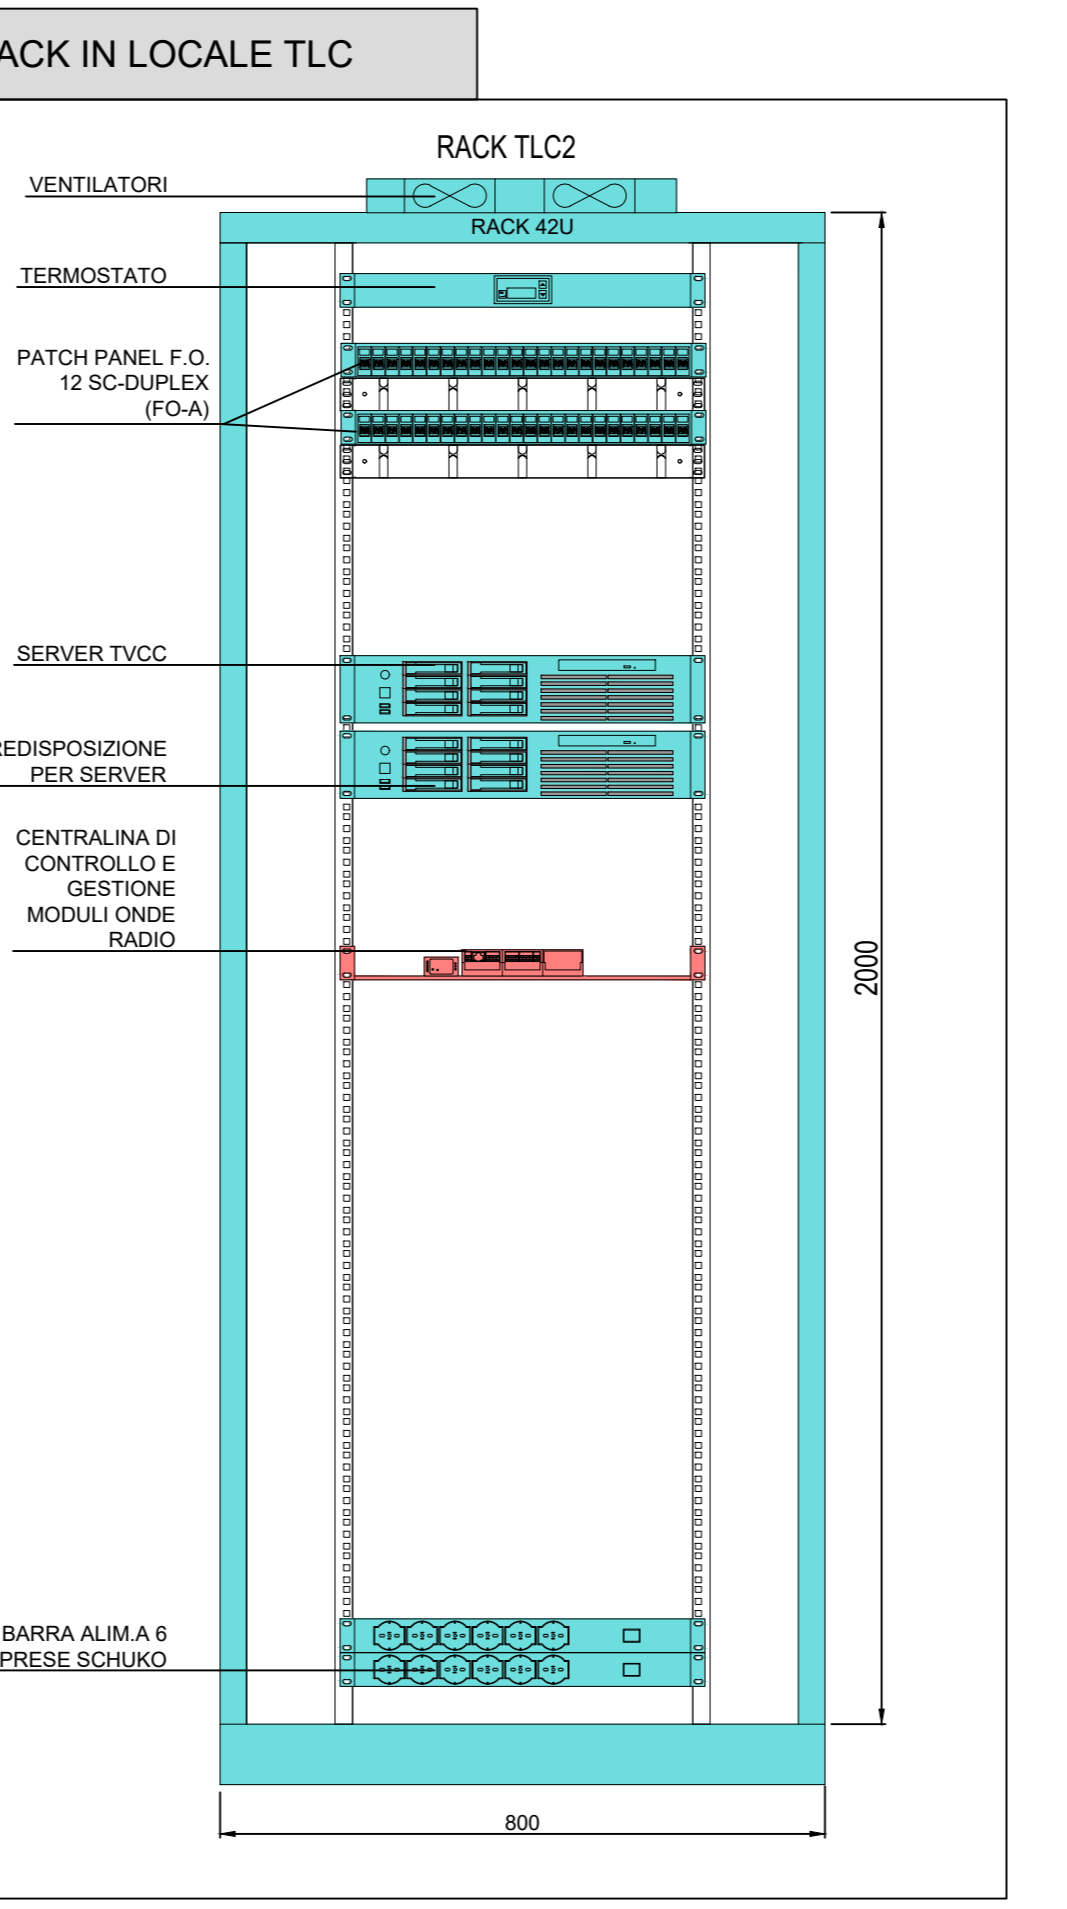 ACK IN LOCALE TLC
RACK TLC2
VENTILATORI
RACK 42U
TERMOSTATO
PATCH PANEL F.O.
12 SC-DUPLEX
(FO-A)
SERVER TVCC
REDISPOSIZIONE
PER SERVER
CENTRALINA DI
CONTROLLO E
GESTIONE
MODULI ONDE
RADIO
2000
BARRA ALIM.A 6
PRESE SCHUKO
800